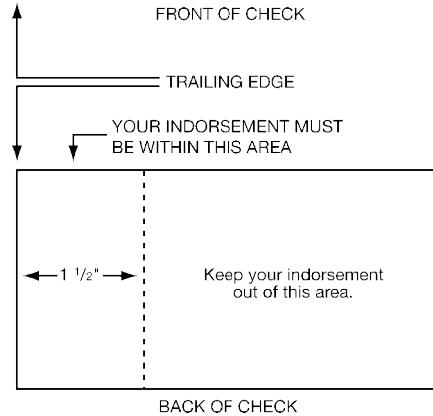 FRONT OF CHECK
TRAILING EDGE
YOUR INDORSEMENT MUST
BE WITHIN THIS AREA
1 1/2"
Keep your indorsement
out of this area.
BACK OF CHECK